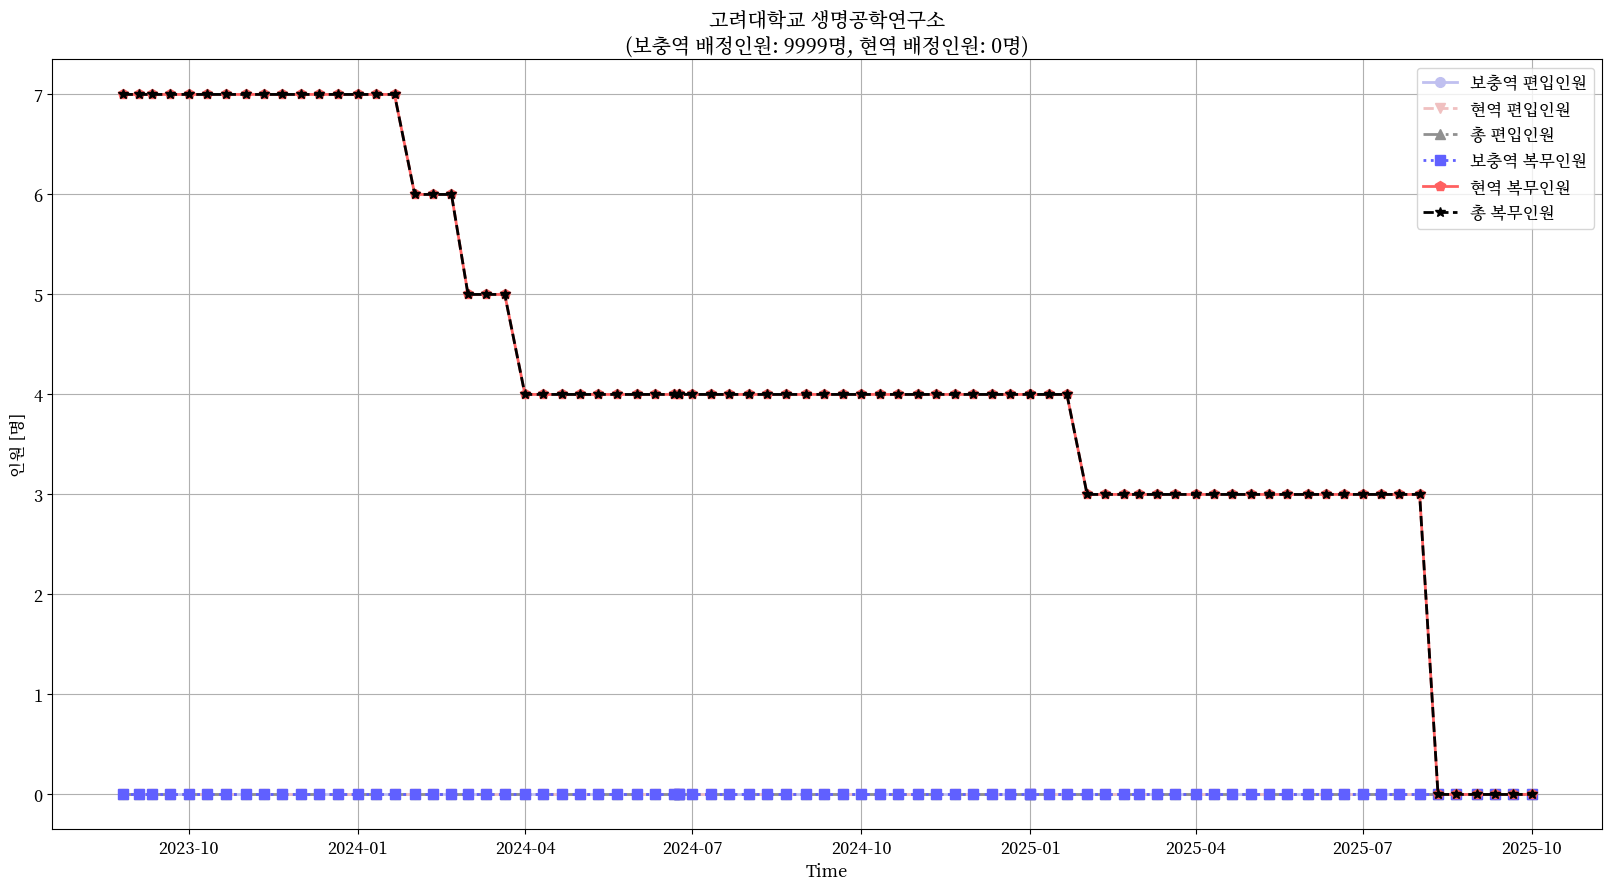 고려대학교 생명공학연구소
(보충역 배정인원: 9999명, 현역 배정인원: 0명)
보충역 편입인원
현역 편입인원
총 편입인원
보충역 복무인원
현역 복무인원
총 복무인원
인원 [명]
7
6
5
4
3
2
1
0
2023-10
2024-01
2024-04
2024-07
2024-10
2025-01
2025-04
2025-07
2025-10
Time